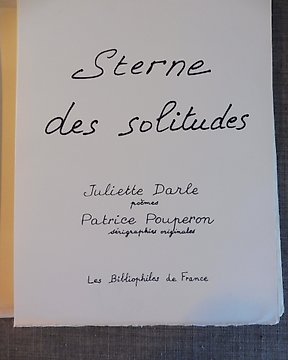 Sterne
des solitudes
Juliette Darle
poèmes
Patrice Pouperon
sérigraphies originales
Les Bibliophiles de France